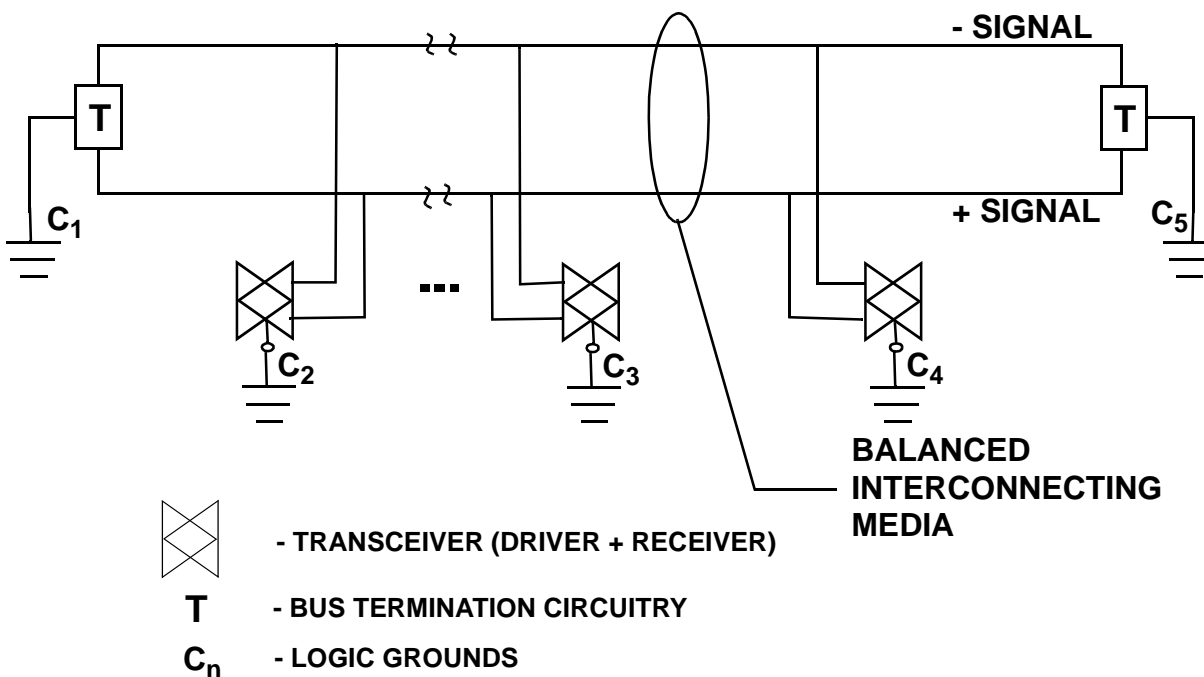 - SIGNAL
T
T
+ SIGNAL
C1
C5
...
C2
C3
C4
BALANCED
INTERCONNECTING
MEDIA
- TRANSCEIVER (DRIVER + RECEIVER)
T - BUS TERMINATION CIRCUITRY
Cn - LOGIC GROUNDS